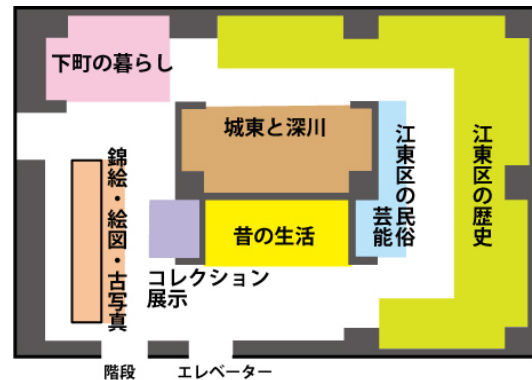 下町の暮らし
城東と深川
江東区の歴史
江東区の民俗
芸能
錦絵・絵図・古写真
昔の生活
コレクション
展示
階段
エレベーター